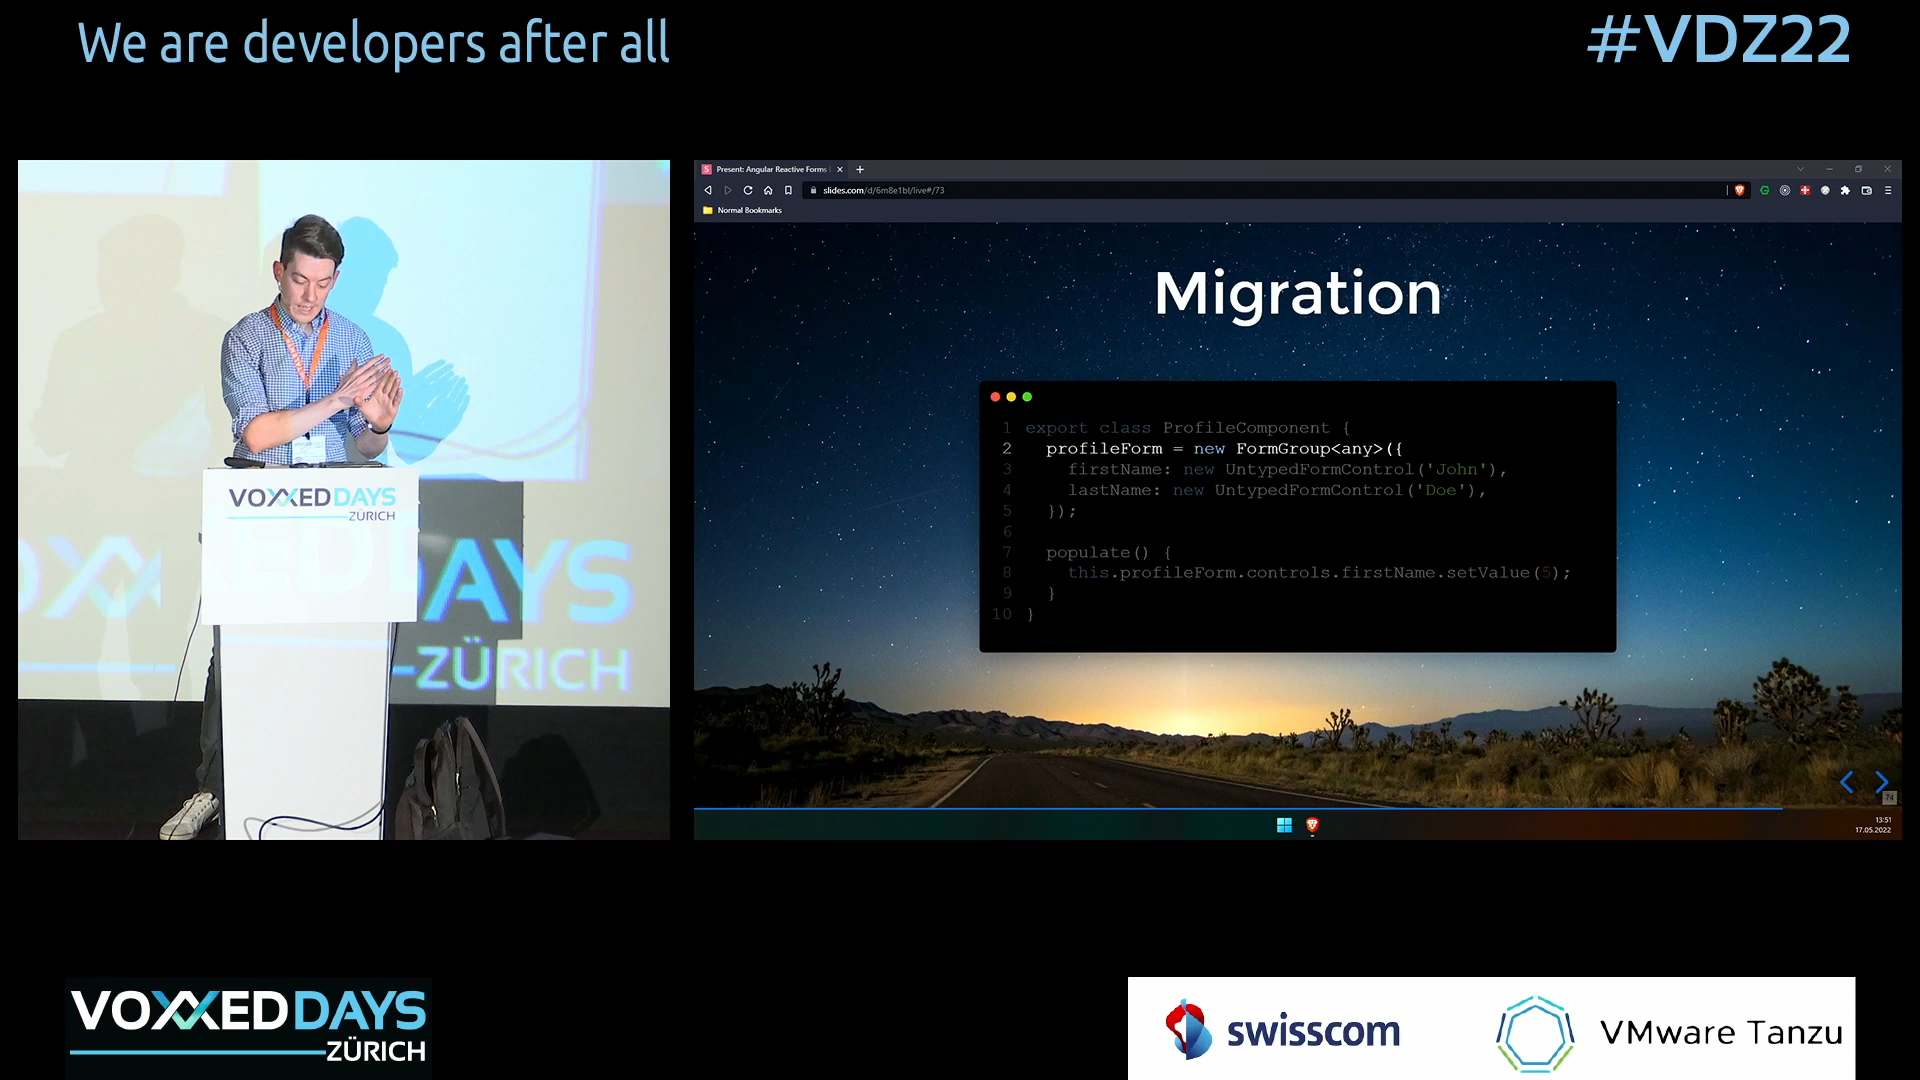 We are developers after all
#VDZ22
VOXXED DAYS
ZÜRICH
DAYS
ZÜRICH
Present: Angular Reactive Forms
slides.com/d/6m8e1bl/live#/73
Normal Bookmarks
Migration
1 export class ProfileComponent {
2 profileForm = new FormGroup<any>({
3 firstName: new UntypedFormControl('John'),
4 lastName: new UntypedFormControl('Doe'),
5 });
6
7 populate() {
8 this.profileForm.controls.firstName.setValue(5);
9 }
10 }
74
13:51
17.05.2022
VOXXED DAYS
ZÜRICH
swisscom
VMware Tanzu